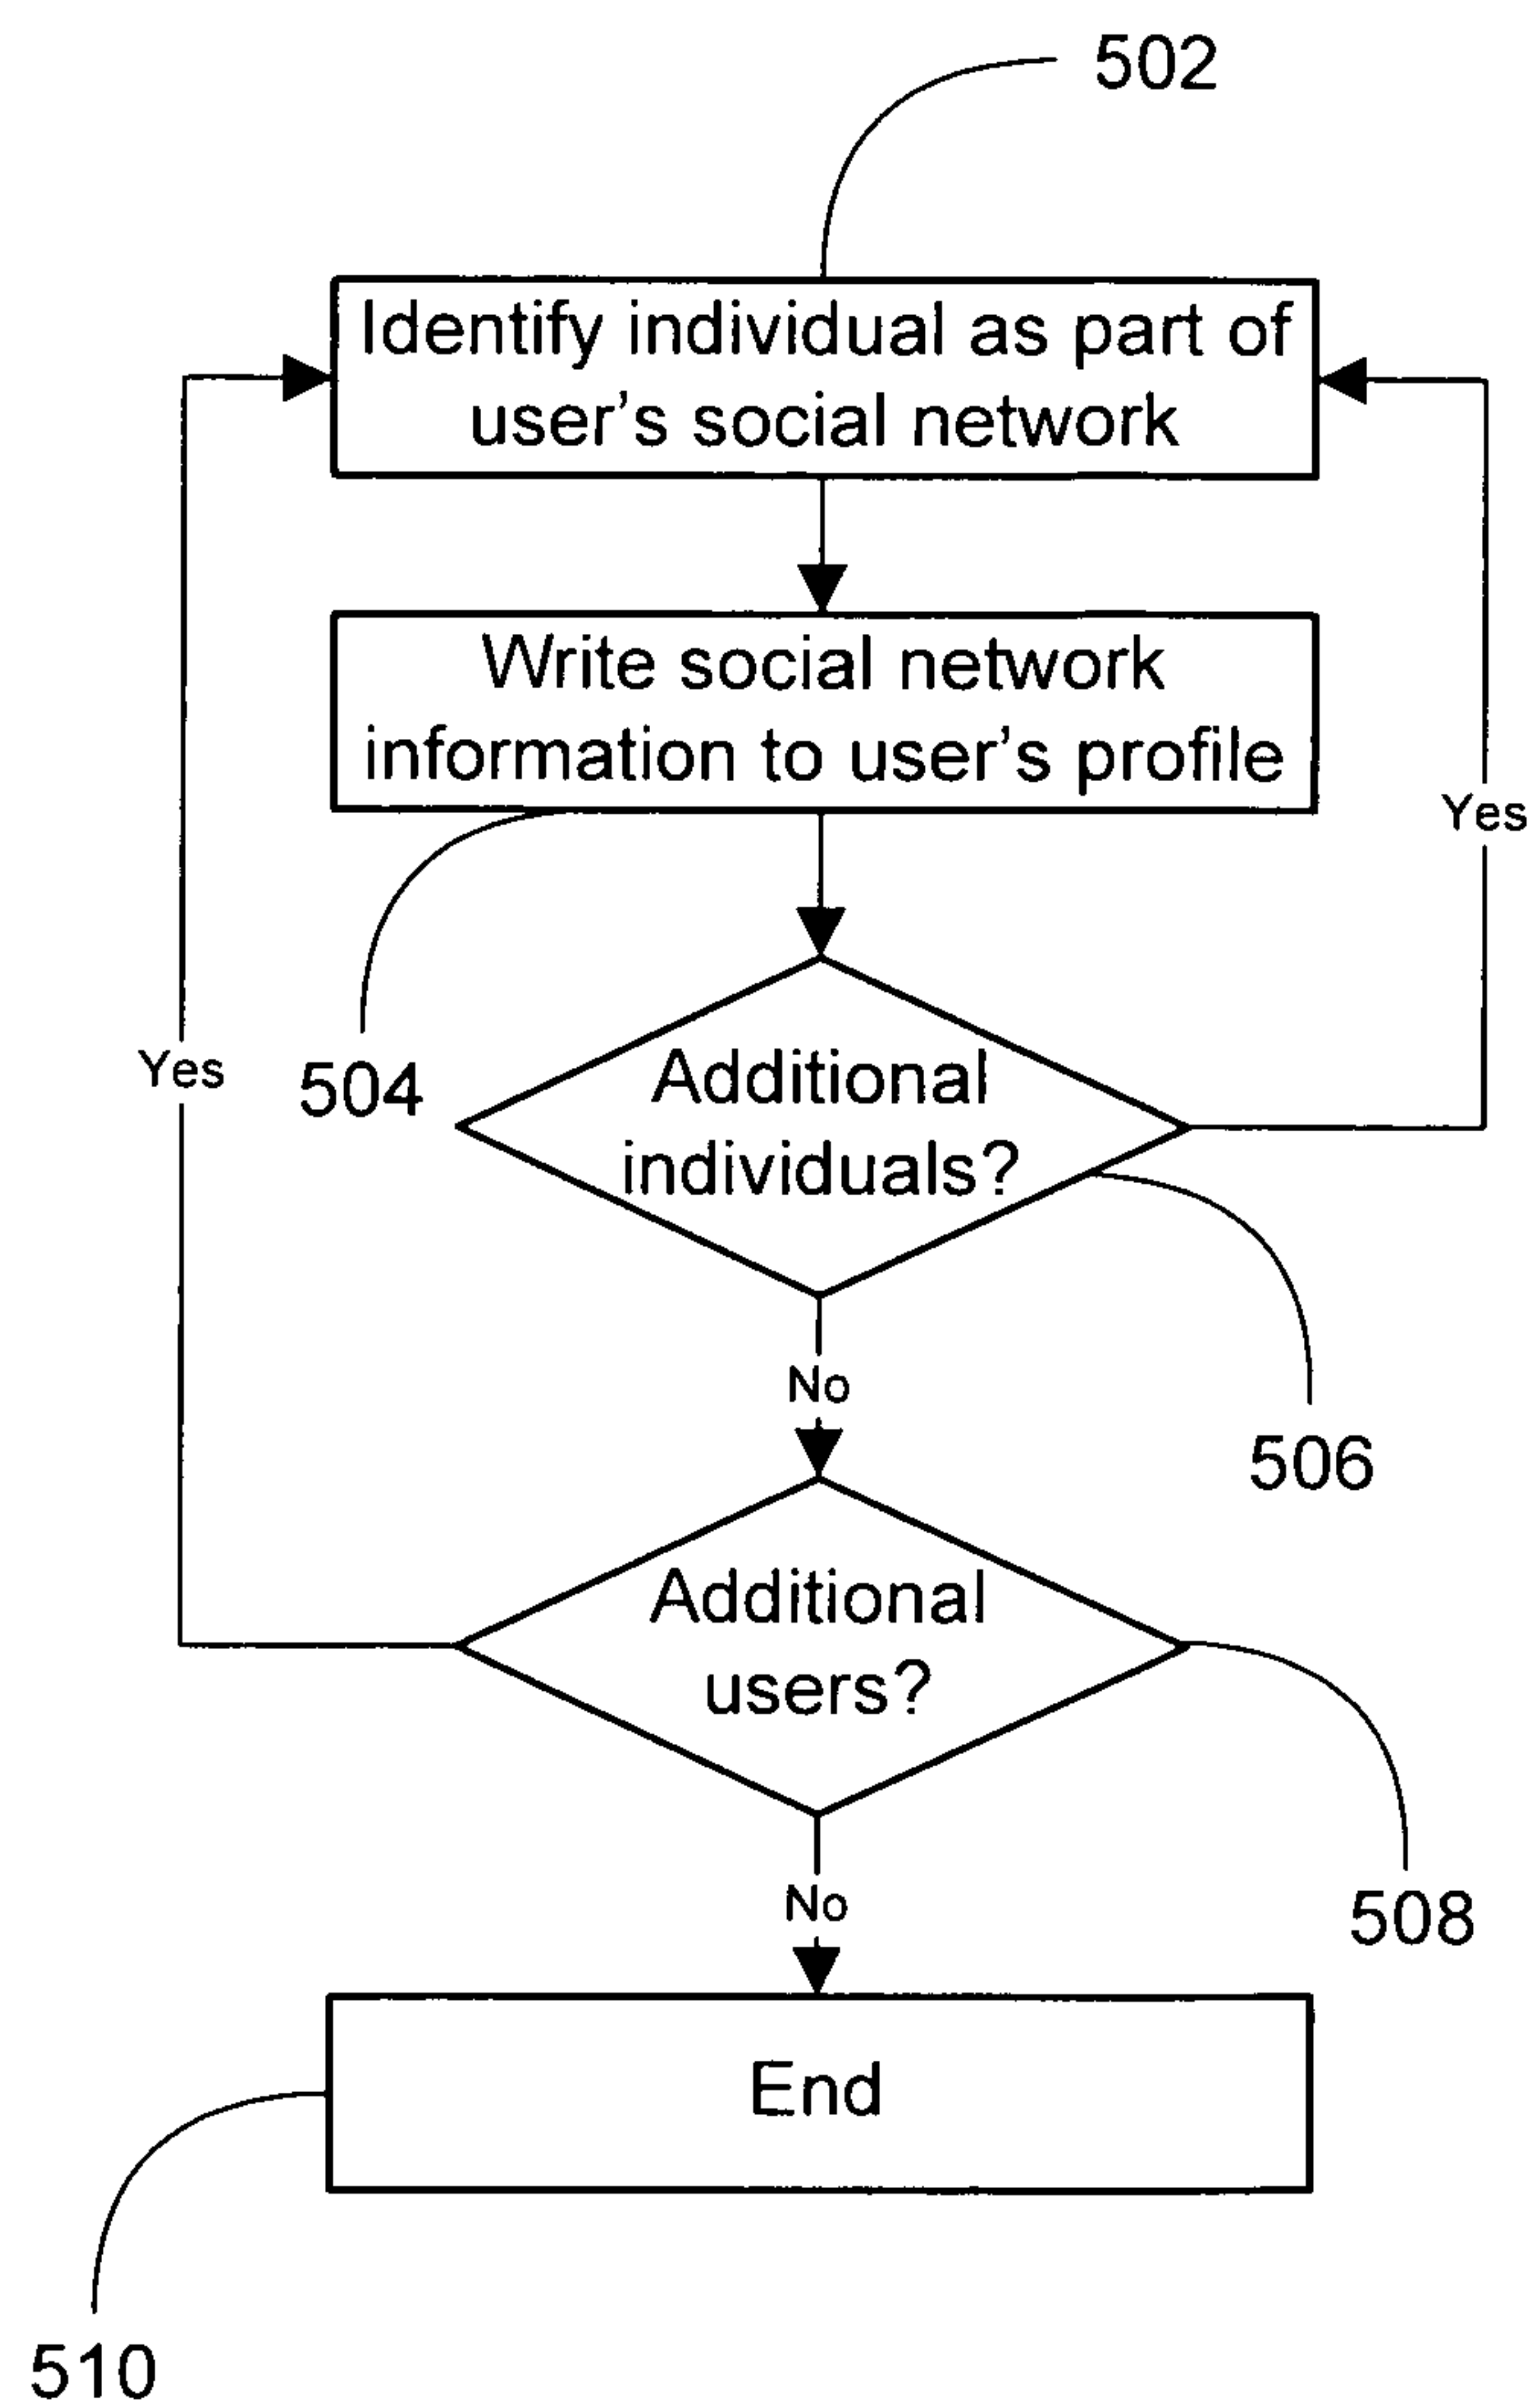 502
Identify individual as part of
user's social network
Write social network
information to user's profile
Yes
Yes
504
Additional
individuals?
No
506
Additional
users?
No
508
End
510